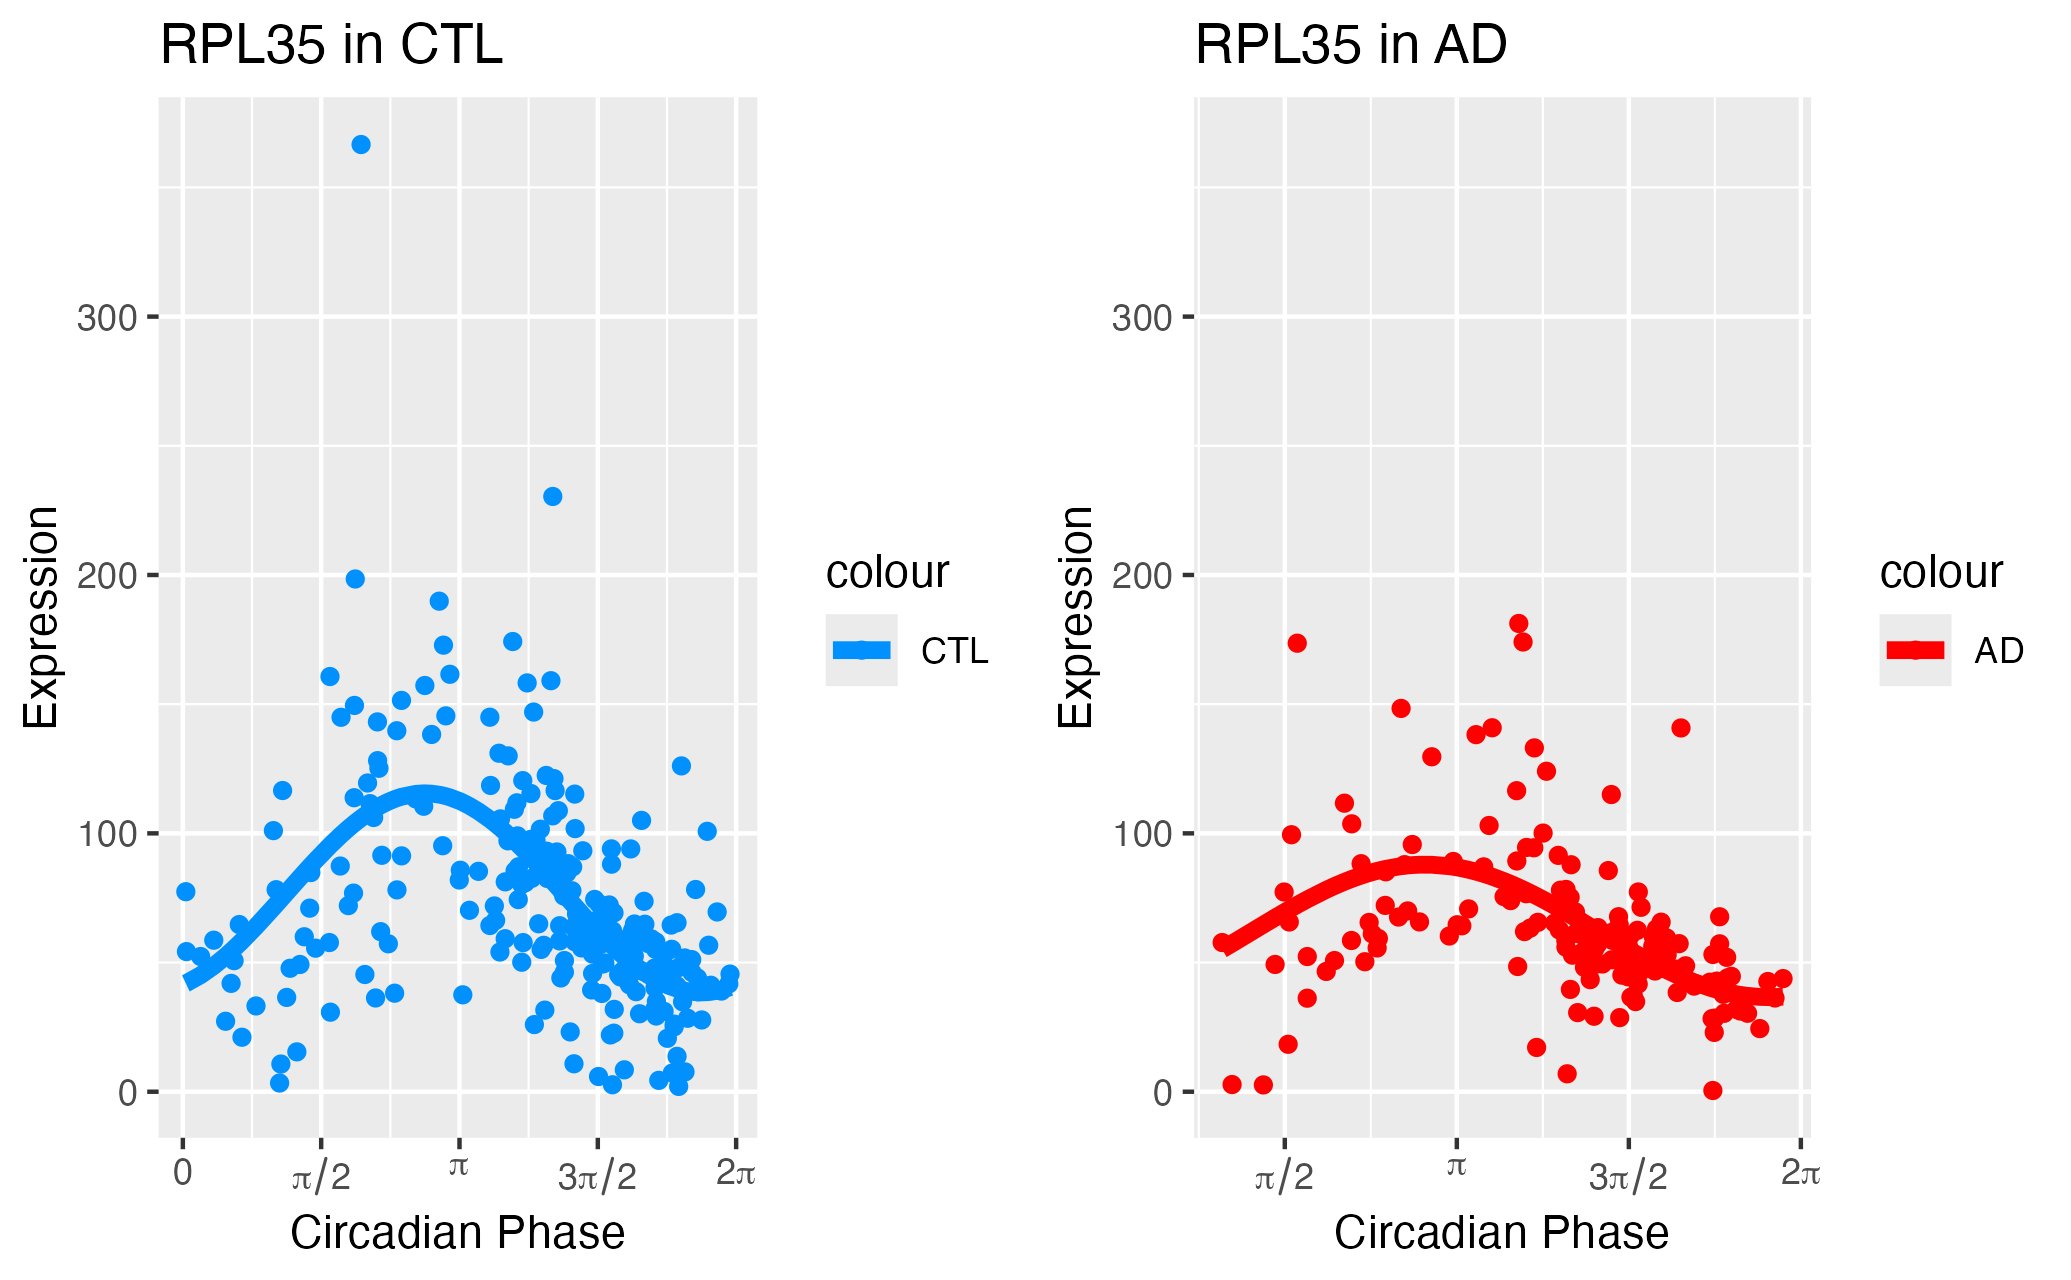 RPL35 in CTL
Expression
300
200
100
0
0 π/2 π 3π/2 2π
Circadian Phase
colour
CTL
RPL35 in AD
Expression
300
200
100
0
π/2 π 3π/2 2π
Circadian Phase
colour
AD